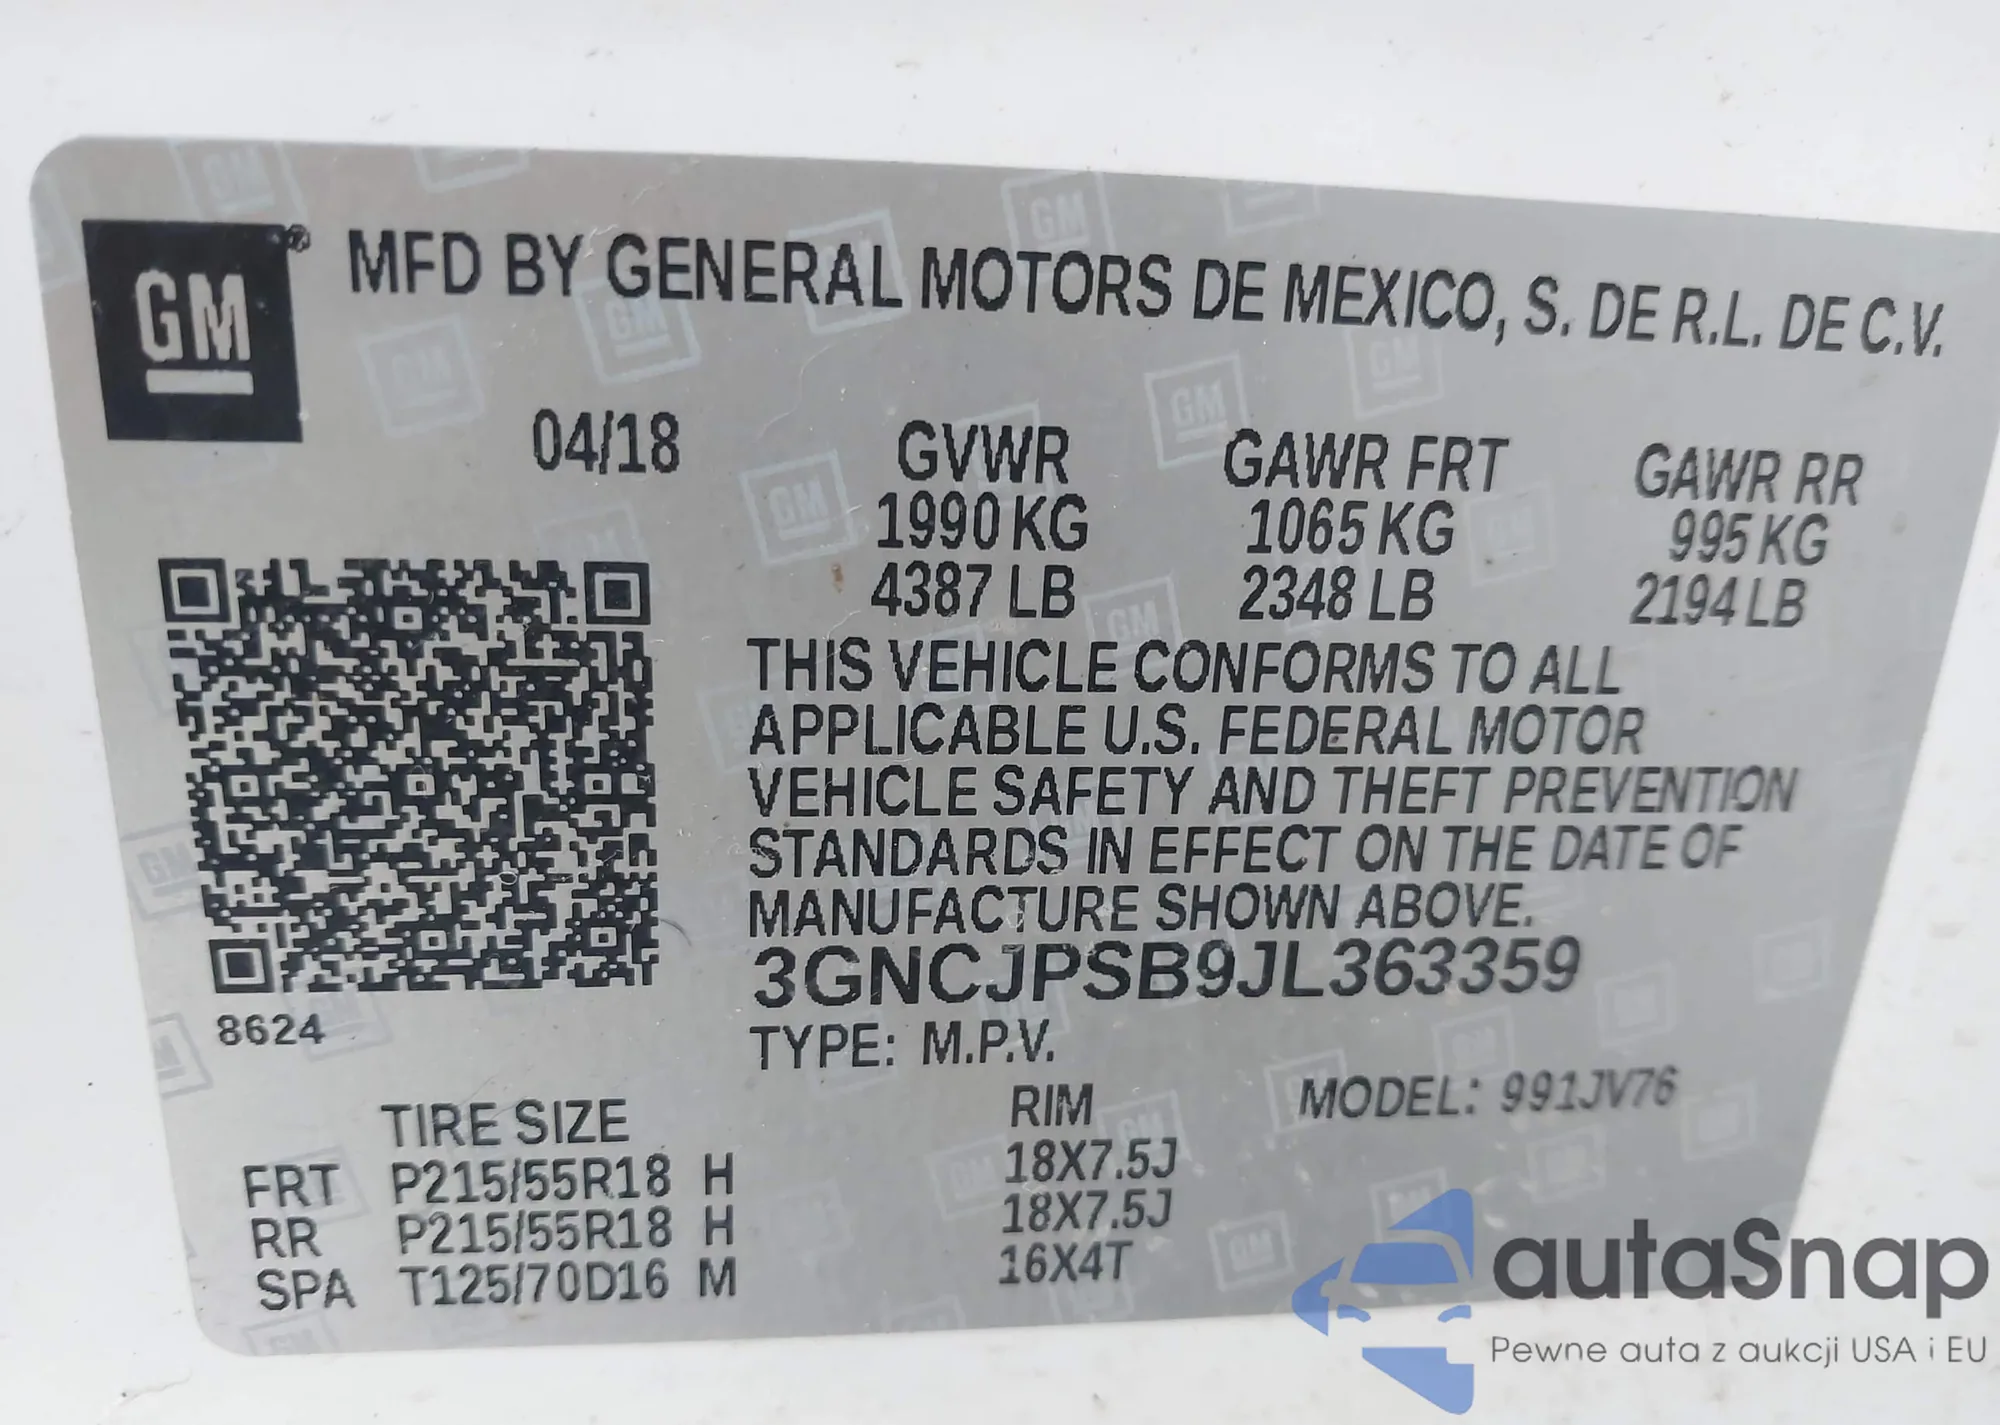 GM ® MFD BY GENERAL MOTORS DE MEXICO, S. DE R.L. DE C.V.
04/18 GVWR GAWR FRT GAWR RR
1990 KG 1065 KG 995 KG
4387 LB 2348 LB 2194 LB
THIS VEHICLE CONFORMS TO ALL
APPLICABLE U.S. FEDERAL MOTOR
VEHICLE SAFETY AND THEFT PREVENTION
STANDARDS IN EFFECT ON THE DATE OF
MANUFACTURE SHOWN ABOVE.
3GNCJPSB9JL363359
8624
TYPE: M.P.V.
TIRE SIZE RIM MODEL: 991JV76
FRT P215/55R18 H 18X7.5J
RR P215/55R18 H 18X7.5J
SPA T125/70D16 M 16X4T
autaSnap
Pewne auta z aukcji USA i EU